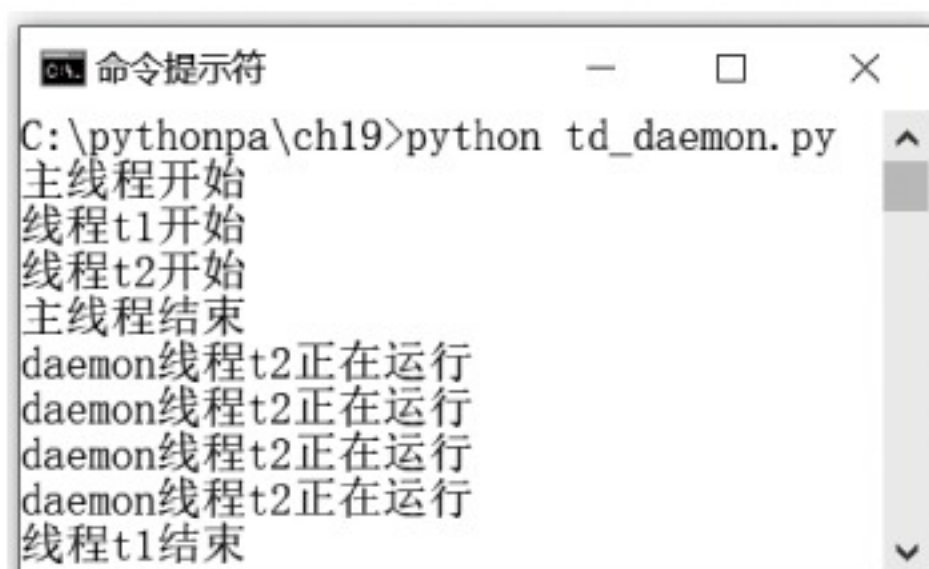 命令提示符
C:\pythonpa\ch19>python td_daemon.py
主线程开始
线程t1开始
线程t2开始
主线程结束
daemon线程t2正在运行
daemon线程t2正在运行
daemon线程t2正在运行
daemon线程t2正在运行
线程t1结束